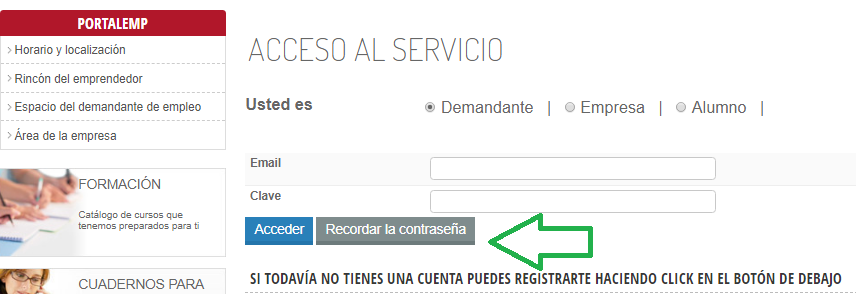 PORTALEMP
Horario y localización
Rincón del emprendedor
Espacio del demandante de empleo
Área de la empresa
FORMACIÓN
Catálogo de cursos que
tenemos preparados para ti
CUADERNOS PARA
ACCESO AL SERVICIO
Usted es Demandante | Empresa | Alumno |
Email
Clave
Acceder Recordar la contraseña
SI TODAVÍA NO TIENES UNA CUENTA PUEDES REGISTRARTE HACIENDO CLICK EN EL BOTÓN DE DEBAJO